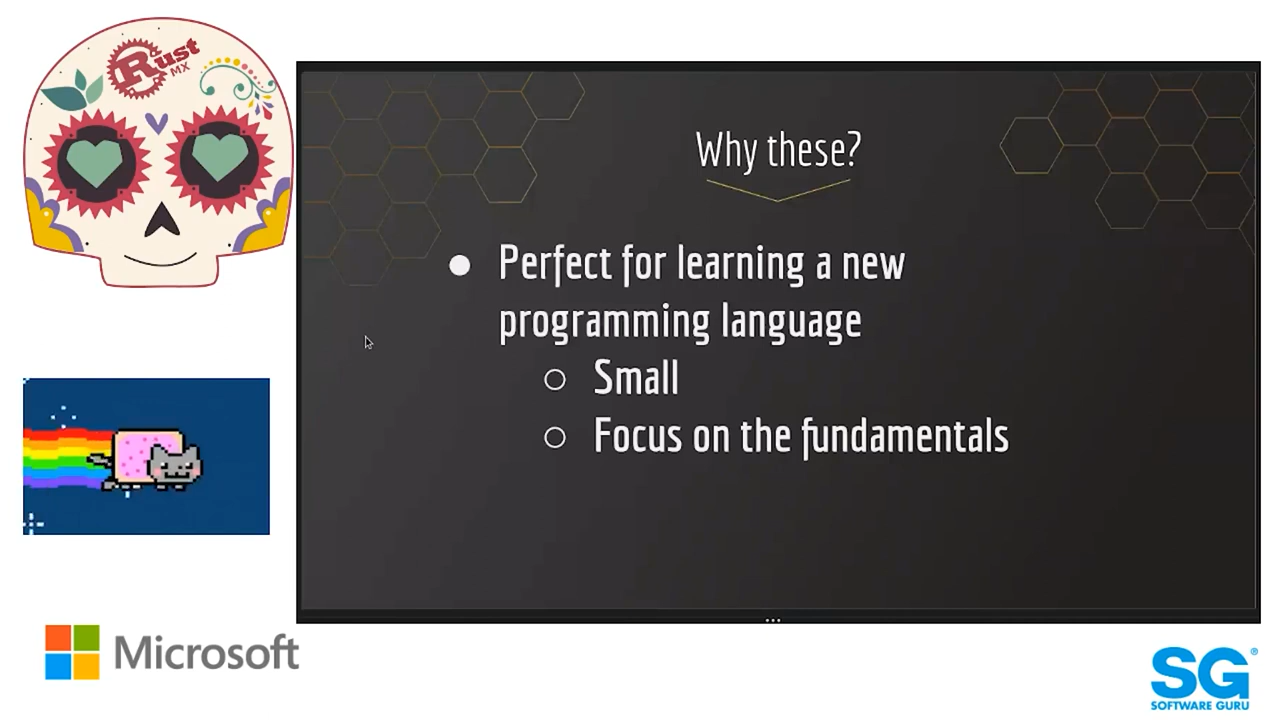 Rust
MX
Why these?
Perfect for learning a new
programming language
Small
Focus on the fundamentals
Microsoft
SG
SOFTWARE GURU